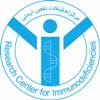 مرکز تحقیقات نقص ایمنی
Research Center for Immunodeficiencies